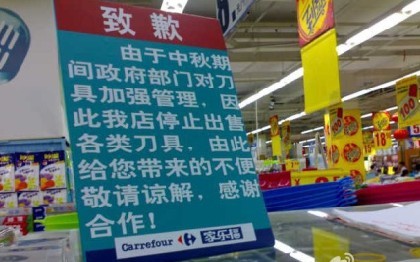 致歉
由于中秋期
间政府部门对刀
具加强管理，因
此我店停止出售
各类刀具，由此
给您带来的不便
敬请谅解，感谢
合作！
Carrefour 家乐福